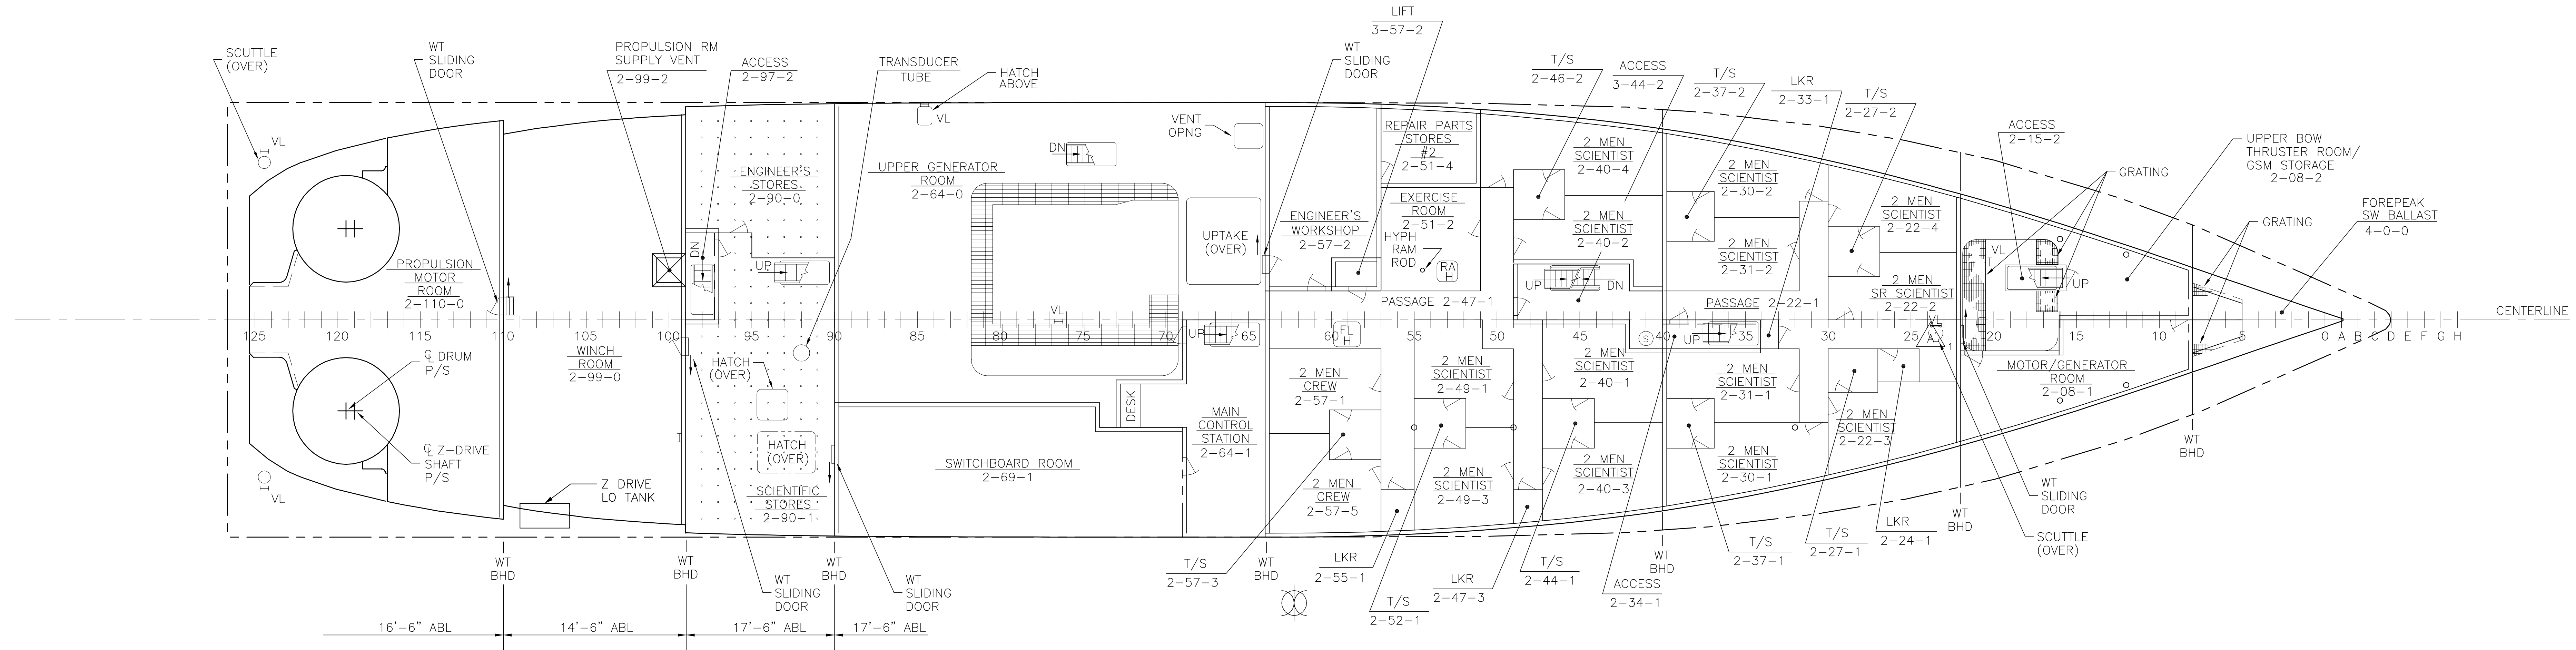 SCUTTLE
(OVER)
WT
SLIDING
DOOR
PROPULSION RM
SUPPLY VENT
2-99-2
ACCESS
2-97-2
TRANSDUCER
TUBE
HATCH
ABOVE
WT
SLIDING
DOOR
LIFT
3-57-2
T/S
2-46-2
ACCESS
3-44-2
T/S
2-37-2
LKR
2-33-1
T/S
2-27-2
ACCESS
2-15-2
GRATING
UPPER BOW
THRUSTER ROOM/
GSM STORAGE
2-08-2
GRATING
FOREPEAK
SW BALLAST
4-0-0
VL
VL
VENT
OPNG
DN
ENGINEER'S
STORES
2-90-0
UPPER GENERATOR
ROOM
2-64-0
REPAIR PARTS
STORES
#2
2-51-4
2 MEN
SCIENTIST
2-40-4
2 MEN
SCIENTIST
2-30-2
2 MEN
SCIENTIST
2-22-4
ENGINEER'S
WORKSHOP
2-57-2
EXERCISE
ROOM
2-51-2
2 MEN
SCIENTIST
2-40-2
2 MEN
SCIENTIST
2-31-2
2 MEN
SR SCIENTIST
2-22-2
UPTAKE
(OVER)
HYPH
RAM
ROD
RA
H
DN
UP
UP
DN
VL
UP
PROPULSION
MOTOR
ROOM
2-110-0
PASSAGE 2-47-1
PASSAGE 2-22-1
VL
VL
CENTERLINE
125
120
115
110
105
100
95
90
85
80
75
70
65
60
55
50
45
40
35
30
25
20
15
10
5
0 A B C D E F G H
UP
FL
H
S
UP
A
1
WINCH
ROOM
2-99-0
HATCH
(OVER)
℄ DRUM
P/S
℄ Z-DRIVE
SHAFT
P/S
VL
Z DRIVE
LO TANK
HATCH
(OVER)
SCIENTIFIC
STORES
2-90-1
SWITCHBOARD ROOM
2-69-1
DESK
MAIN
CONTROL
STATION
2-64-1
2 MEN
CREW
2-57-1
2 MEN
CREW
2-57-5
2 MEN
SCIENTIST
2-49-1
2 MEN
SCIENTIST
2-49-3
2 MEN
SCIENTIST
2-40-1
2 MEN
SCIENTIST
2-40-3
2 MEN
SCIENTIST
2-31-1
2 MEN
SCIENTIST
2-30-1
2 MEN
SCIENTIST
2-22-3
MOTOR/GENERATOR
ROOM
2-08-1
WT
BHD
WT
BHD
WT
BHD
WT
BHD
WT
BHD
WT
BHD
WT
BHD
WT
SLIDING
DOOR
WT
SLIDING
DOOR
T/S
2-57-3
LKR
2-55-1
T/S
2-52-1
LKR
2-47-3
T/S
2-44-1
ACCESS
2-34-1
T/S
2-37-1
T/S
2-27-1
LKR
2-24-1
WT
SLIDING
DOOR
SCUTTLE
(OVER)
16'-6" ABL
14'-6" ABL
17'-6" ABL
17'-6" ABL